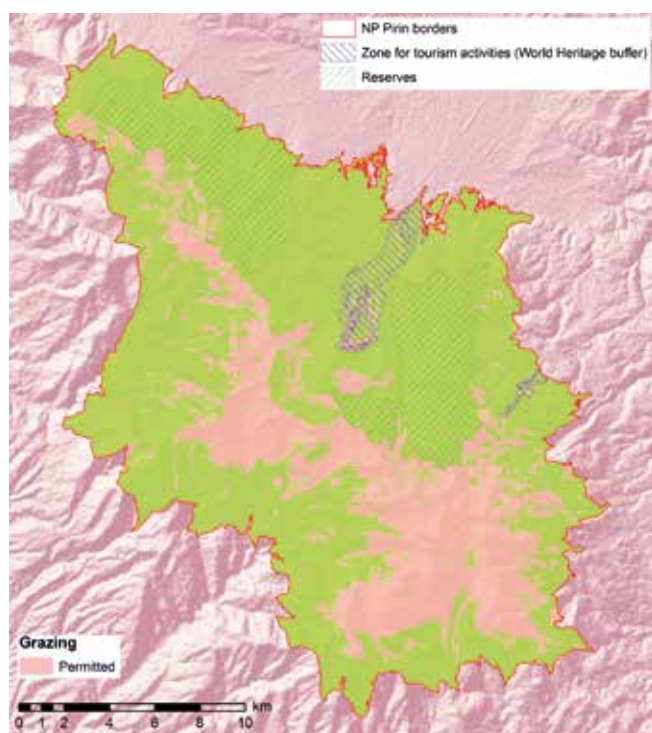 NP Pirin borders
Zone for tourism activities (World Heritage buffer)
Reserves
Grazing
Permitted
km
0 1 2 4 6 8 10